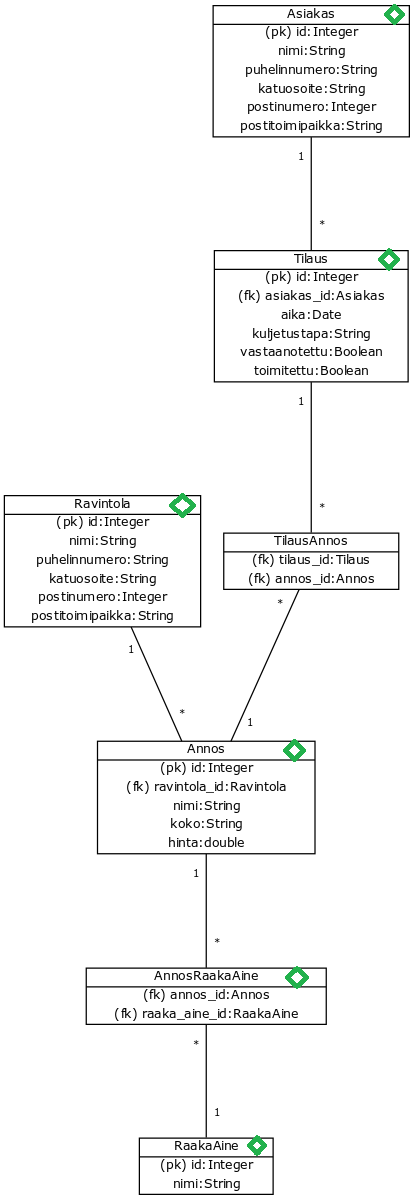 Asiakas
(pk) id:Integer
nimi:String
puhelinnumero:String
katuosoite:String
postinumero:Integer
postitoimipaikka:String
1
*
Tilaus
(pk) id:Integer
(fk) asiakas_id:Asiakas
aika:Date
kuljetustapa:String
vastaanotettu:Boolean
toimitettu:Boolean
1
*
Ravintola
(pk) id:Integer
nimi:String
puhelinnumero:String
katuosoite:String
postinumero:Integer
postitoimipaikka:String
TilausAnnos
(fk) tilaus_id:Tilaus
(fk) annos_id:Annos
*
1
*
1
Annos
(pk) id:Integer
(fk) ravintola_id:Ravintola
nimi:String
koko:String
hinta:double
1
*
AnnosRaakaAine
(fk) annos_id:Annos
(fk) raaka_aine_id:RaakaAine
*
1
RaakaAine
(pk) id:Integer
nimi:String